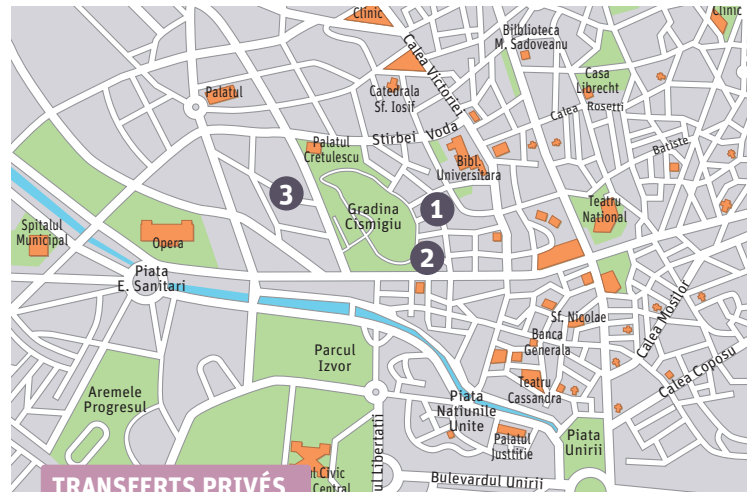 Clinic
Clinic
Biblioteca
M. Sadoveanu
Calea Victoriei
Casa
Librecht
Palatul
Catedrala
Sf. Iosif
Calea Rosetti
Stirbei Voda
Batiste
Palatul
Cretulescu
Bibl.
Universitara
3
1
Gradina
Cismigiu
Teatru
National
Spitalul
Municipal
Opera
2
Piata
E. Sanitari
Calea Mosilor
Sf. Nicolae
Banca
Generala
Parcul
Izvor
Calea Coposu
Aremele
Progresul
Teatru
Cassandra
Piata
Natiunile
Unite
Palatul
Justitie
Piata
Unirii
ul Libertatii
Civic
Central
Bulevardul Unirii
TRANSFERTS PRIVÉS